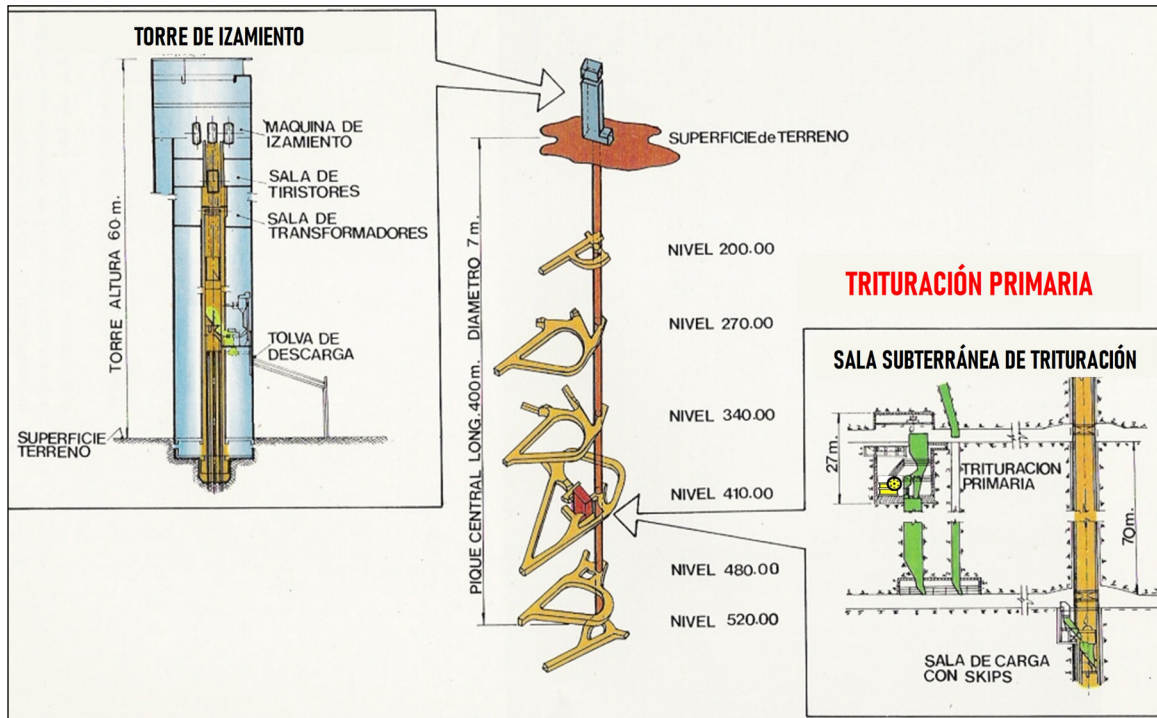 TORRE DE IZAMIENTO
MAQUINA DE
IZAMIENTO
SALA DE
TIRISTORES
SALA DE
TRANSFORMADORES
TORRE ALTURA 60 m.
TOLVA DE
DESCARGA
SUPERFICIE
TERRENO
SUPERFICIE de TERRENO
PIQUE CENTRAL LONG. 400m. DIAMETRO 7 m.
NIVEL 200.00
NIVEL 270.00
NIVEL 340.00
NIVEL 410.00
NIVEL 480.00
NIVEL 520.00
TRITURACIÓN PRIMARIA
SALA SUBTERRÁNEA DE TRITURACIÓN
27 m.
TRITURACION
PRIMARIA
70 m.
SALA DE CARGA
CON SKIPS